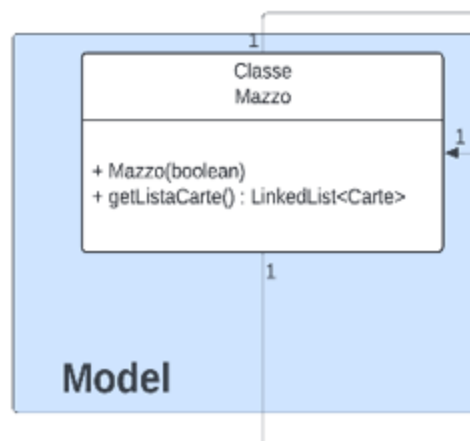 1
Classe
Mazzo
1
+ Mazzo(boolean)
+ getListaCarte() : LinkedList<Carte>
1
Model